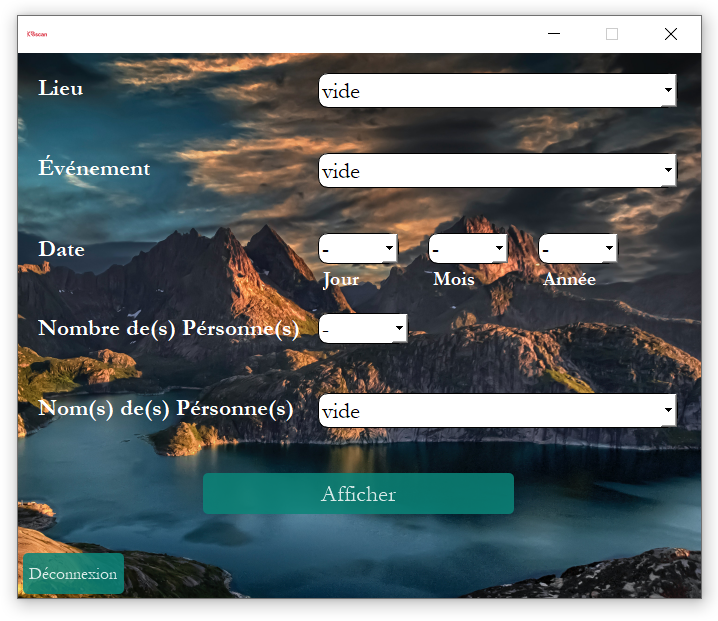 Lieu
vide
Événement
vide
Date
-
-
-
Jour
Mois
Année
Nombre de(s) Pérsonne(s)
-
Nom(s) de(s) Pérsonne(s)
vide
Afficher
Déconnexion